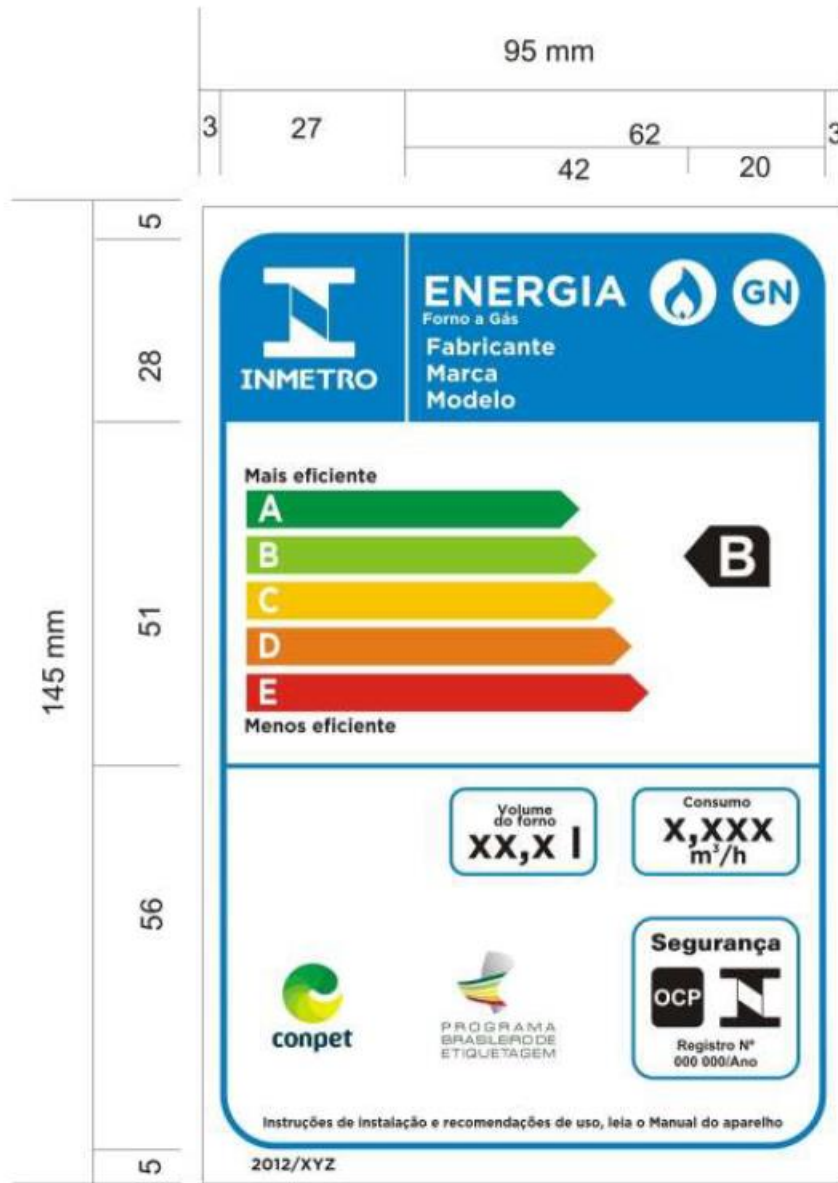 95 mm
3 27 62 3
42 20
5
28
51
56
5
145 mm
INMETRO
ENERGIA
GN
Forno a Gás
Fabricante
Marca
Modelo
Mais eficiente
A
B
C
D
E
Menos eficiente
B
Volume
do forno
xx,x l
Consumo
x,xxx
m³/h
conpet
PROGRAMA
BRASILEIRO DE
ETIQUETAGEM
Segurança
OCP
Registro Nº
000 000/Ano
Instruções de instalação e recomendações de uso, leia o Manual do aparelho
2012/XYZ